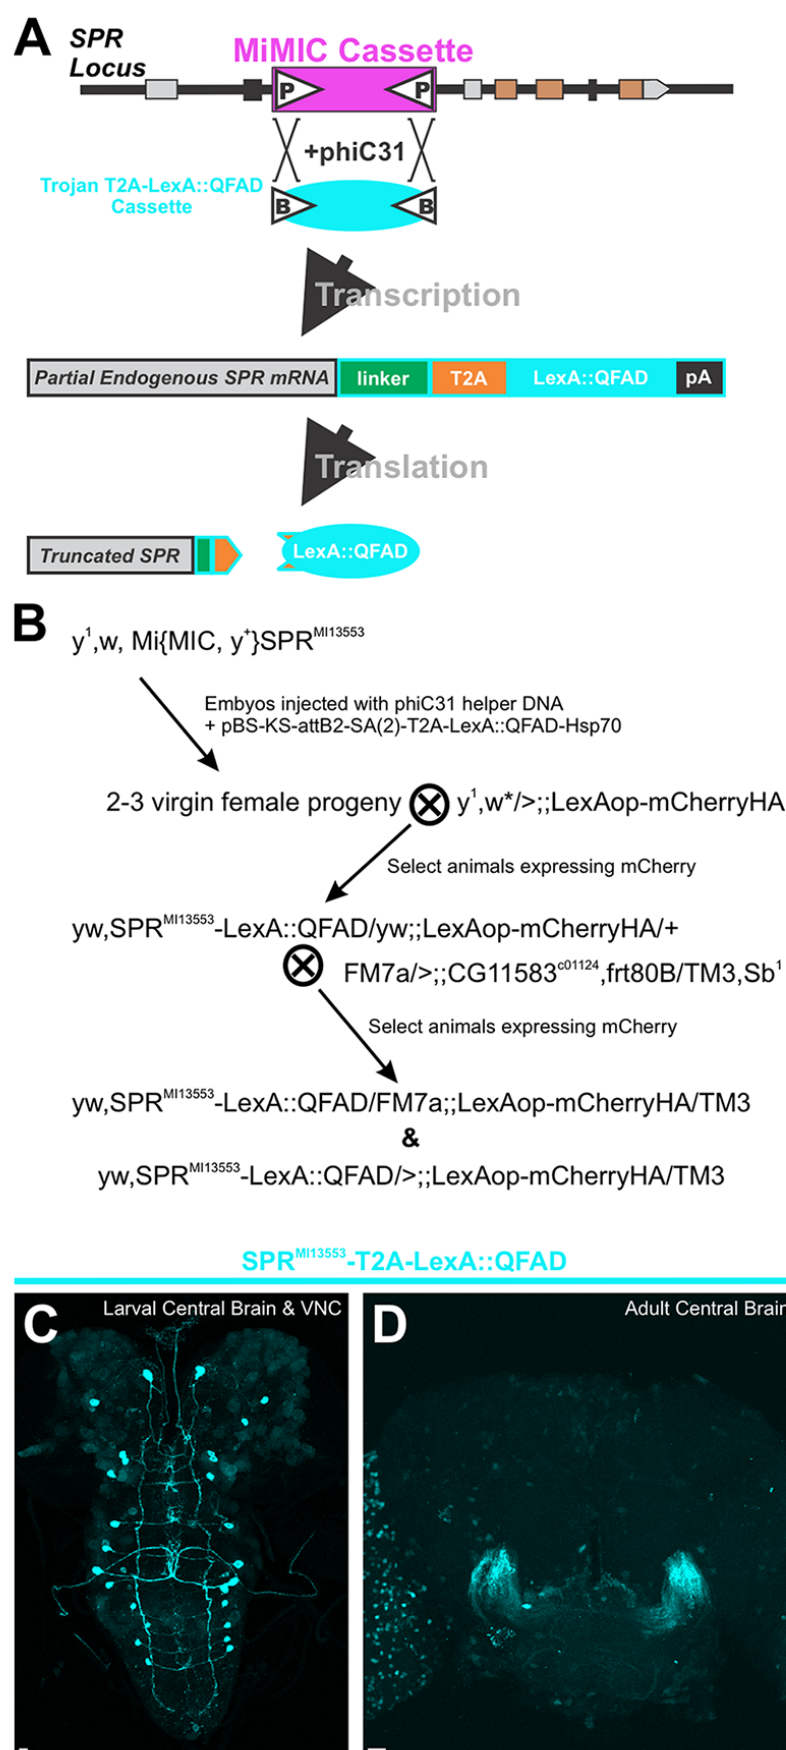 A
SPR
Locus
MiMIC Cassette
P P
+phiC31
Trojan T2A-LexA::QFAD
Cassette
B B
Transcription
Partial Endogenous SPR mRNA linker T2A LexA::QFAD pA
Translation
Truncated SPR LexA::QFAD
B
y¹,w, Mi{MIC, y⁺}SPRᴹᴵ¹³⁵⁵³
Embyos injected with phiC31 helper DNA
+ pBS-KS-attB2-SA(2)-T2A-LexA::QFAD-Hsp70
2-3 virgin female progeny ⊗ y¹,w*/>;;LexAop-mCherryHA
Select animals expressing mCherry
yw,SPRᴹᴵ¹³⁵⁵³-LexA::QFAD/yw;;LexAop-mCherryHA/+
⊗ FM7a/>;;CG11583ᶜ⁰¹¹²⁴,frt80B/TM3,Sb¹
Select animals expressing mCherry
yw,SPRᴹᴵ¹³⁵⁵³-LexA::QFAD/FM7a;;LexAop-mCherryHA/TM3
&
yw,SPRᴹᴵ¹³⁵⁵³-LexA::QFAD/>;;LexAop-mCherryHA/TM3
SPRᴹᴵ¹³⁵⁵³-T2A-LexA::QFAD
C Larval Central Brain & VNC
D Adult Central Brain